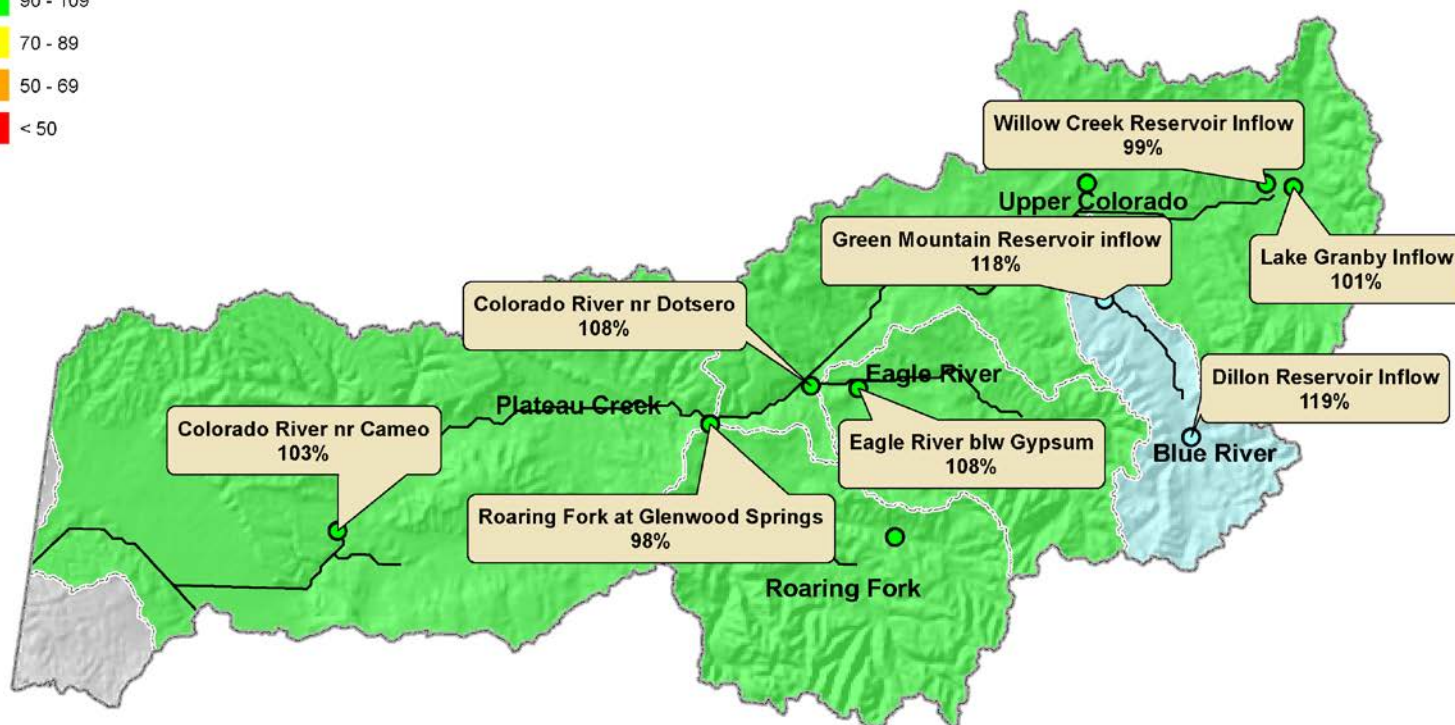 90 - 109
70 - 89
50 - 69
< 50
Willow Creek Reservoir Inflow
99%
Upper Colorado
Green Mountain Reservoir inflow
118%
Lake Granby Inflow
101%
Colorado River nr Dotsero
108%
Eagle River
Dillon Reservoir Inflow
119%
Plateau Creek
Colorado River nr Cameo
103%
Eagle River blw Gypsum
108%
Blue River
Roaring Fork at Glenwood Springs
98%
Roaring Fork